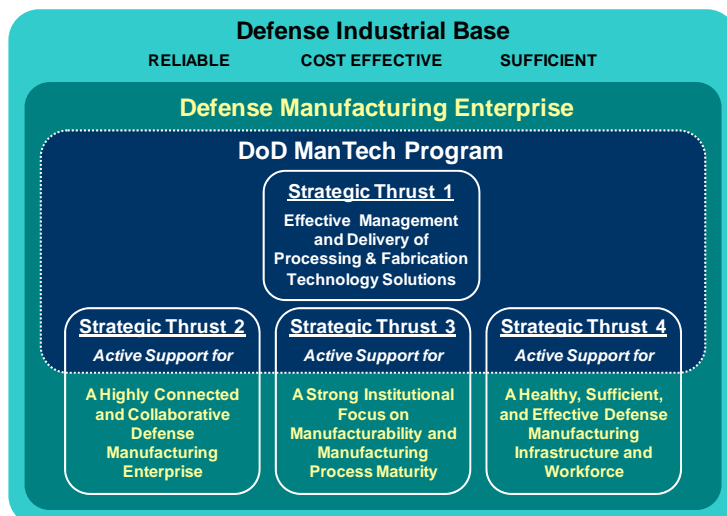 Defense Industrial Base
RELIABLE COST EFFECTIVE SUFFICIENT
Defense Manufacturing Enterprise
DoD ManTech Program
Strategic Thrust 1
Effective Management
and Delivery of
Processing & Fabrication
Technology Solutions
Strategic Thrust 2
Active Support for
A Highly Connected
and Collaborative
Defense
Manufacturing
Enterprise
Strategic Thrust 3
Active Support for
A Strong Institutional
Focus on
Manufacturability and
Manufacturing
Process Maturity
Strategic Thrust 4
Active Support for
A Healthy, Sufficient,
and Effective Defense
Manufacturing
Infrastructure and
Workforce